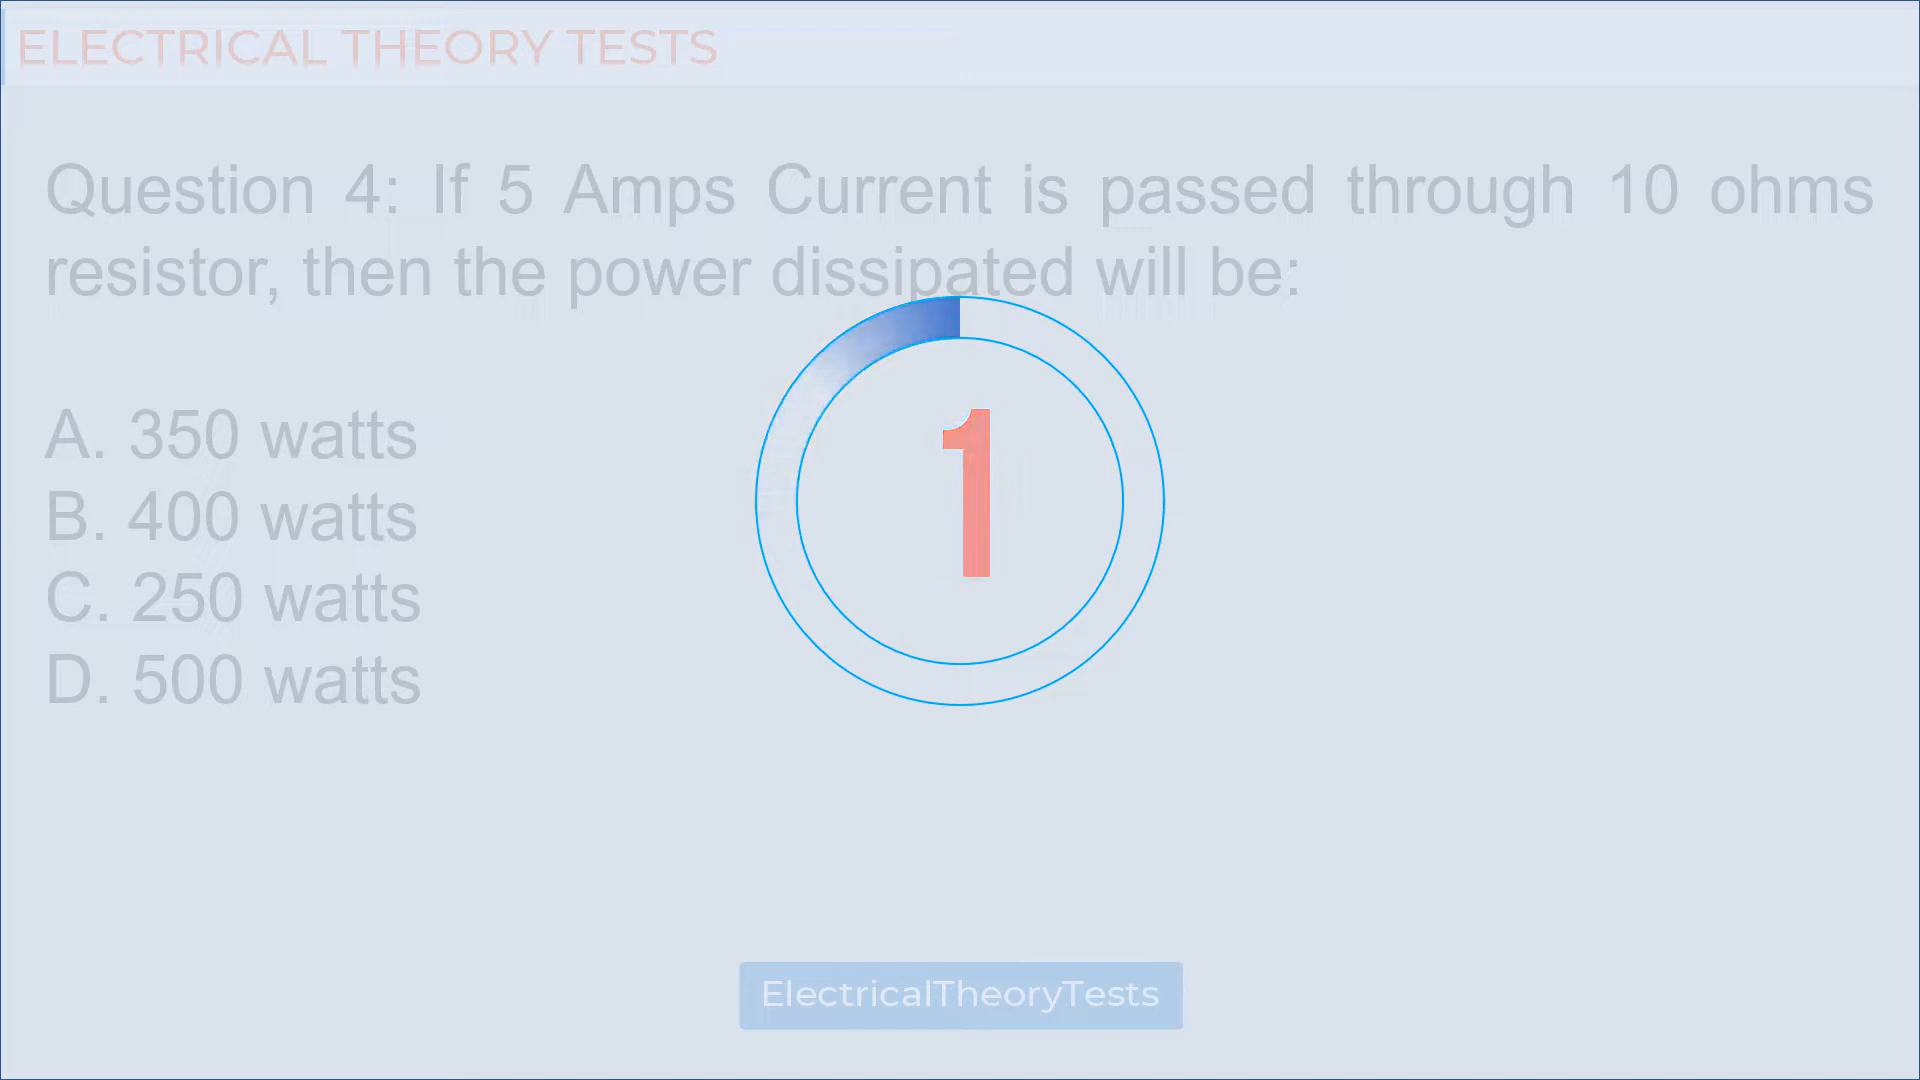 ELECTRICAL THEORY TESTS
Question 4: If 5 Amps Current is passed through 10 ohms
resistor, then the power dissipated will be:
A. 350 watts
B. 400 watts
C. 250 watts
D. 500 watts
1
ElectricalTheoryTests